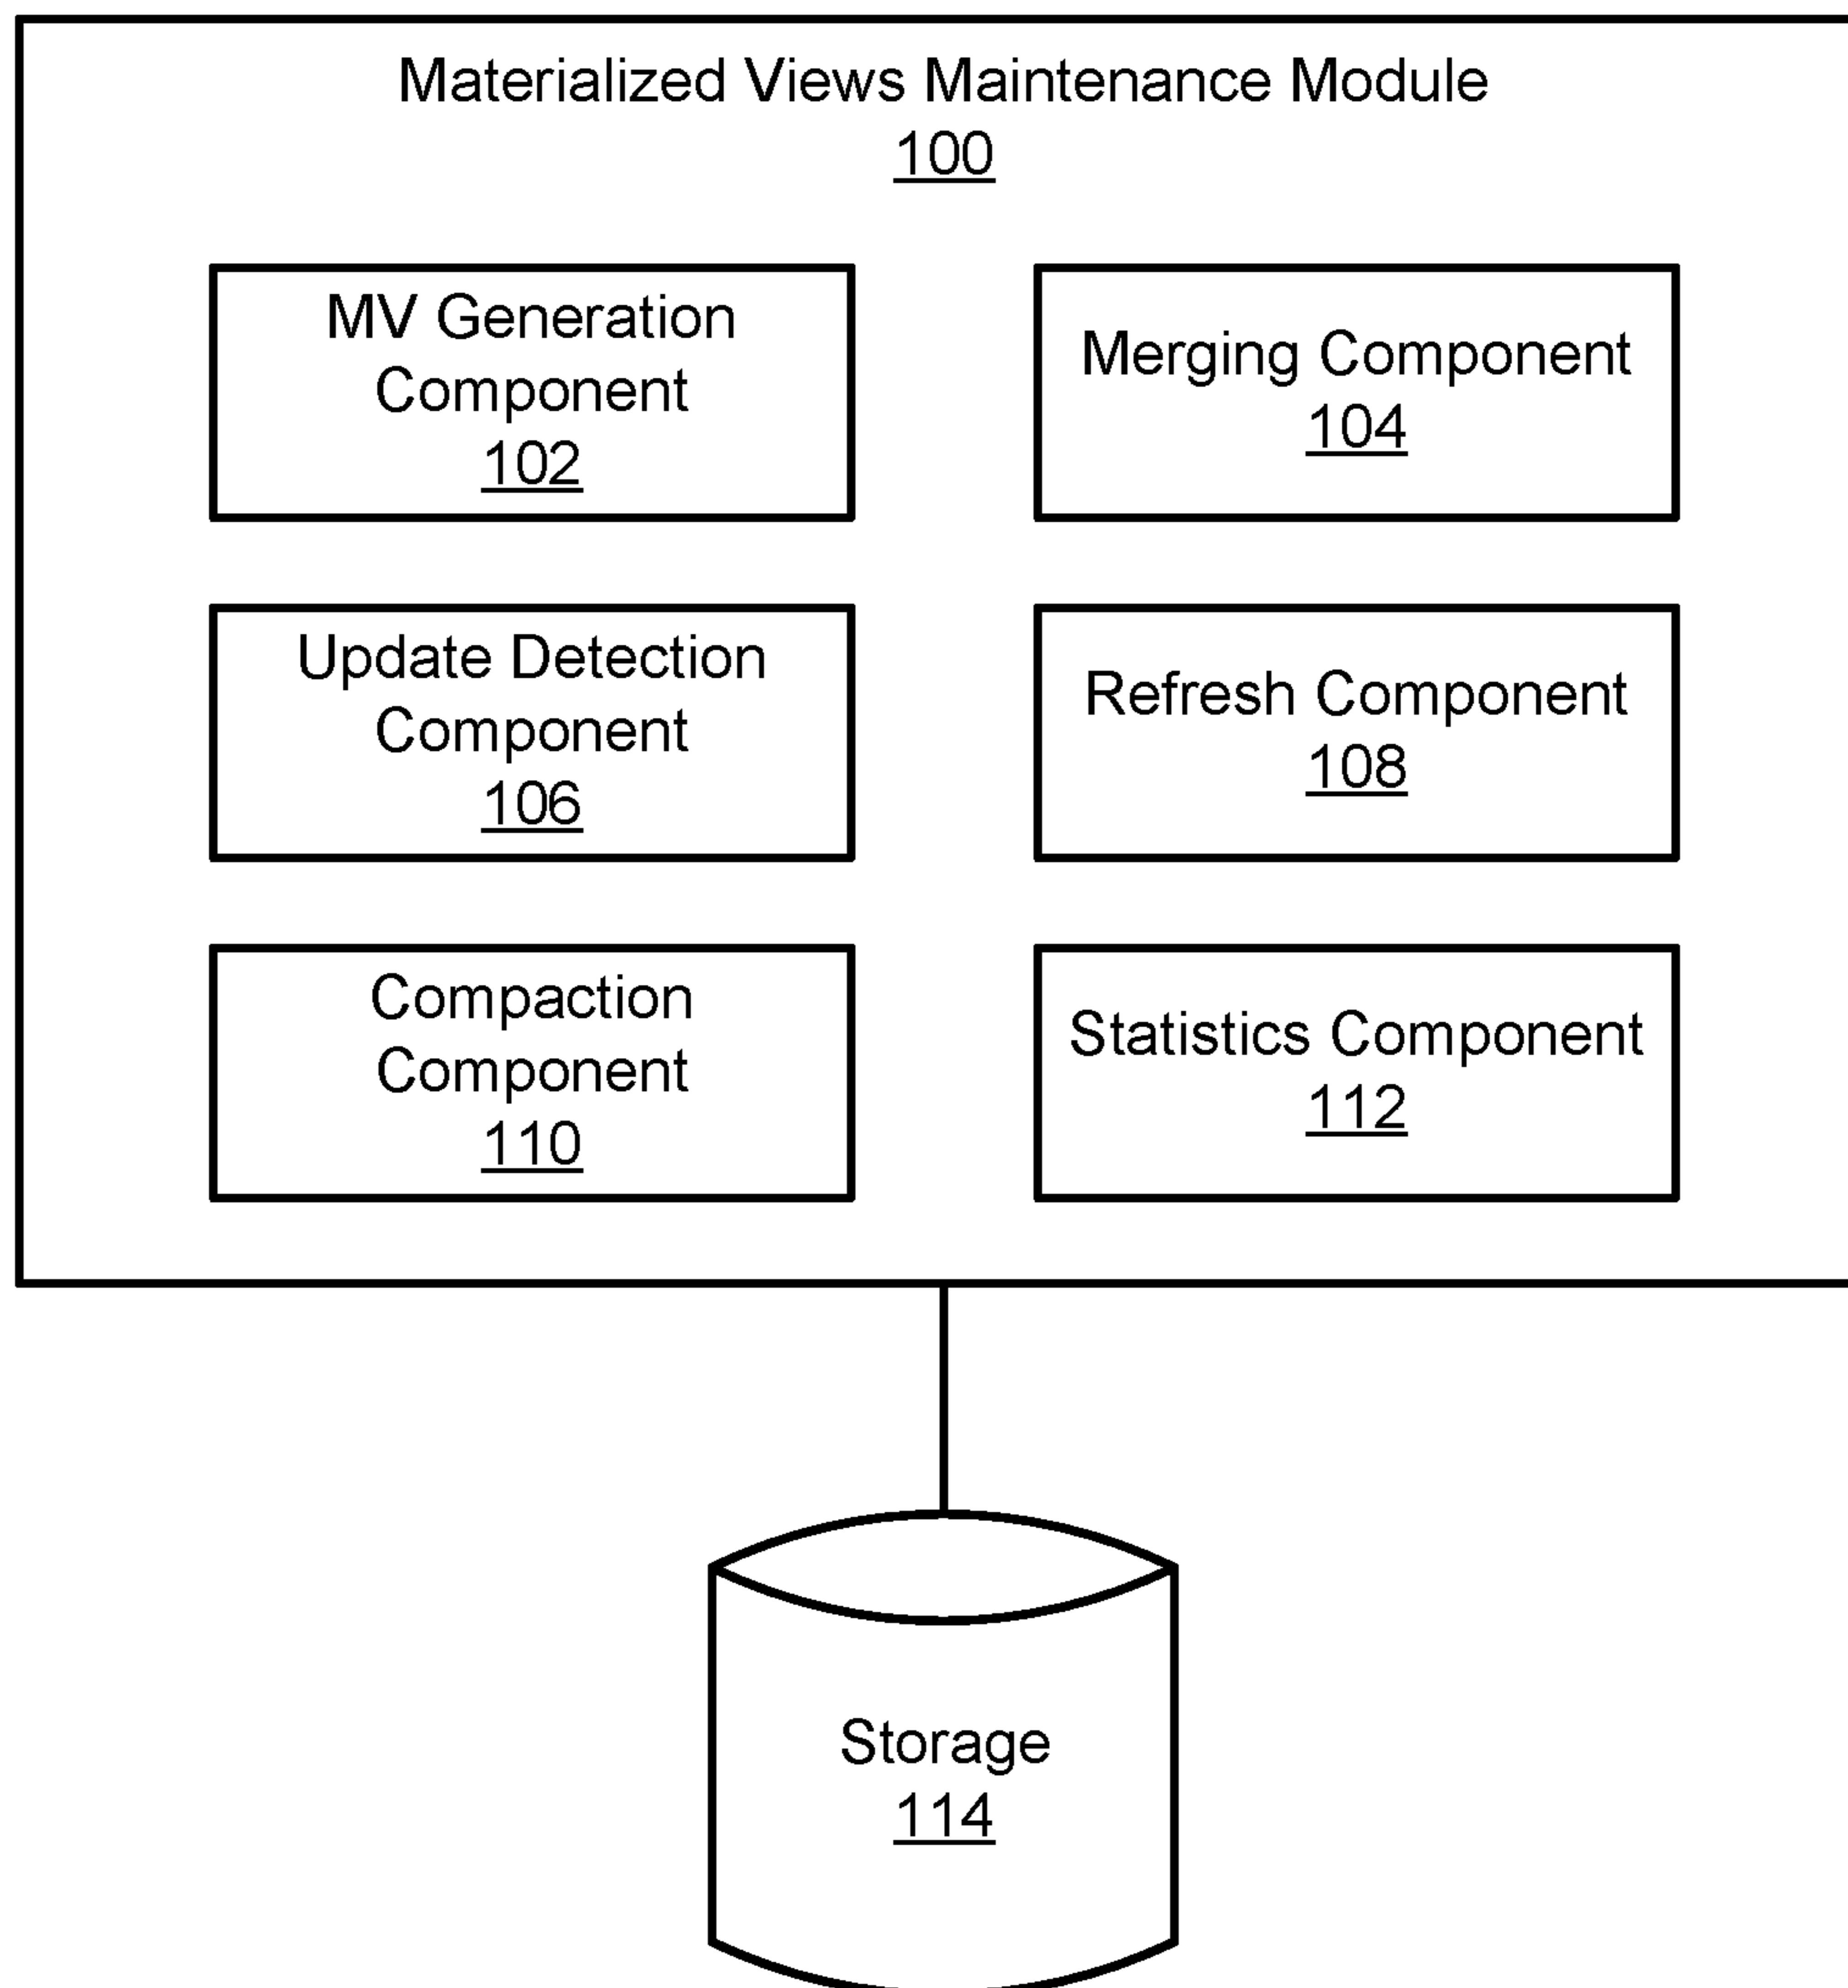 Materialized Views Maintenance Module
100
MV Generation
Component
102
Merging Component
104
Update Detection
Component
106
Refresh Component
108
Compaction
Component
110
Statistics Component
112
Storage
114